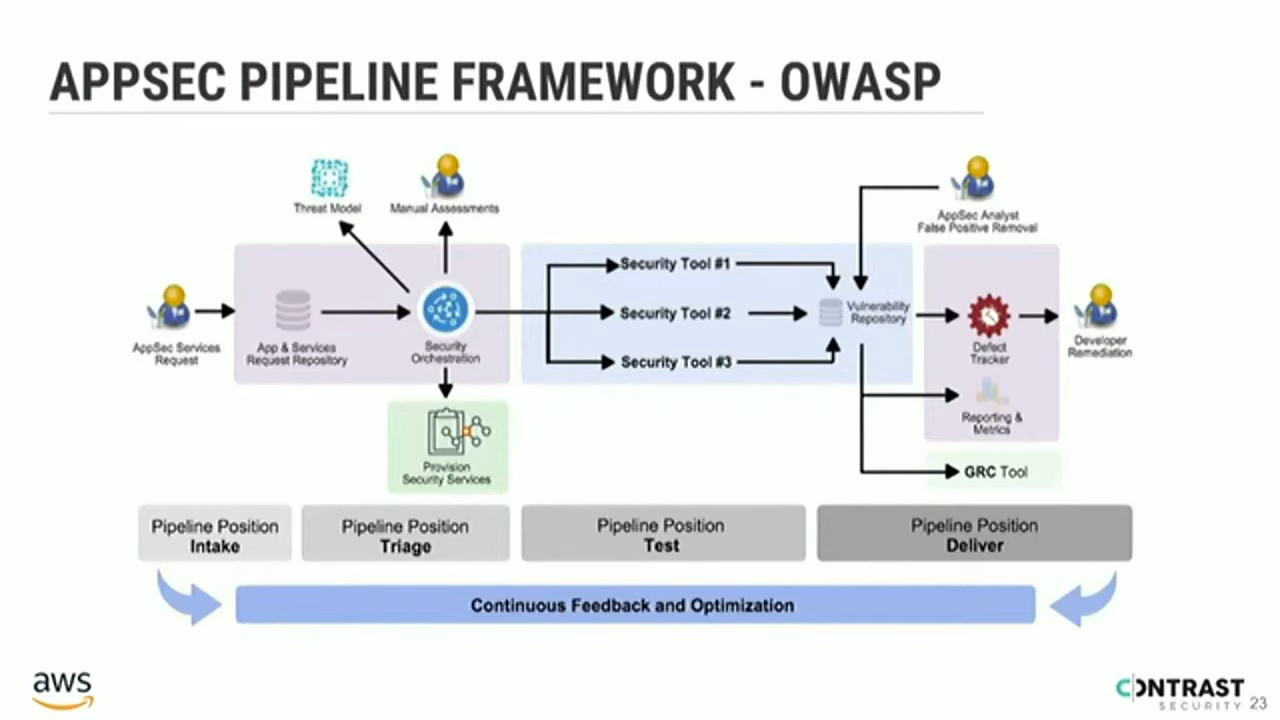 APPSEC PIPELINE FRAMEWORK - OWASP
Threat Model
Manual Assessments
AppSec Analyst
False Positive Removal
AppSec Services
Request
App & Services
Request Repository
Security
Orchestration
Provision
Security Services
Security Tool #1
Security Tool #2
Security Tool #3
Vulnerability
Repository
Defect
Tracker
Developer
Remediation
Reporting &
Metrics
GRC Tool
Pipeline Position
Intake
Pipeline Position
Triage
Pipeline Position
Test
Pipeline Position
Deliver
Continuous Feedback and Optimization
aws
CONTRAST
SECURITY
23